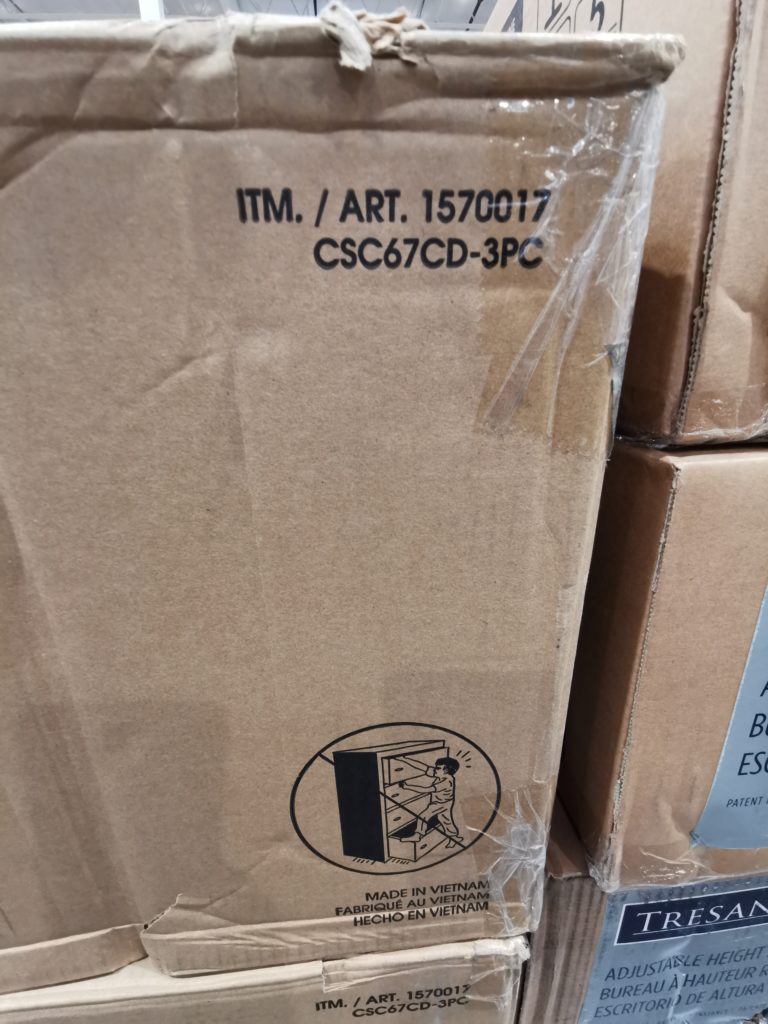 ITM. / ART. 1570017
CSC67CD-3PC
MADE IN VIETNAM
FABRIQUÉ AU VIETNAM
HECHO EN VIETNAM
ITM. / ART. 1570017
CSC67CD-3PC
PATENT
TRESAN
ADJUSTABLE HEIGHT
BUREAU À HAUTEUR R
ESCRITORIO DE ALTURA